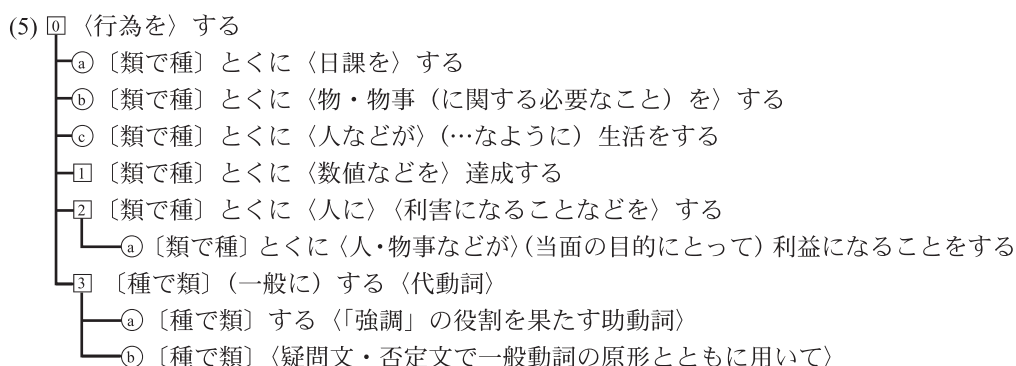 (5) 0 〈行為を〉する
a 〔類で種〕とくに〈日課を〉する
b 〔類で種〕とくに〈物・物事（に関する必要なこと）を〉する
c 〔類で種〕とくに〈人などが〉（…なように）生活をする
1 〔類で種〕とくに〈数値などを〉達成する
2 〔類で種〕とくに〈人に〉〈利害になることなどを〉する
a 〔類で種〕とくに〈人・物事などが〉（当面の目的にとって）利益になることをする
3 〔種で類〕（一般に）する〈代動詞〉
a 〔種で類〕する〈「強調」の役割を果たす助動詞〉
b 〔種で類〕〈疑問文・否定文で一般動詞の原形とともに用いて〉